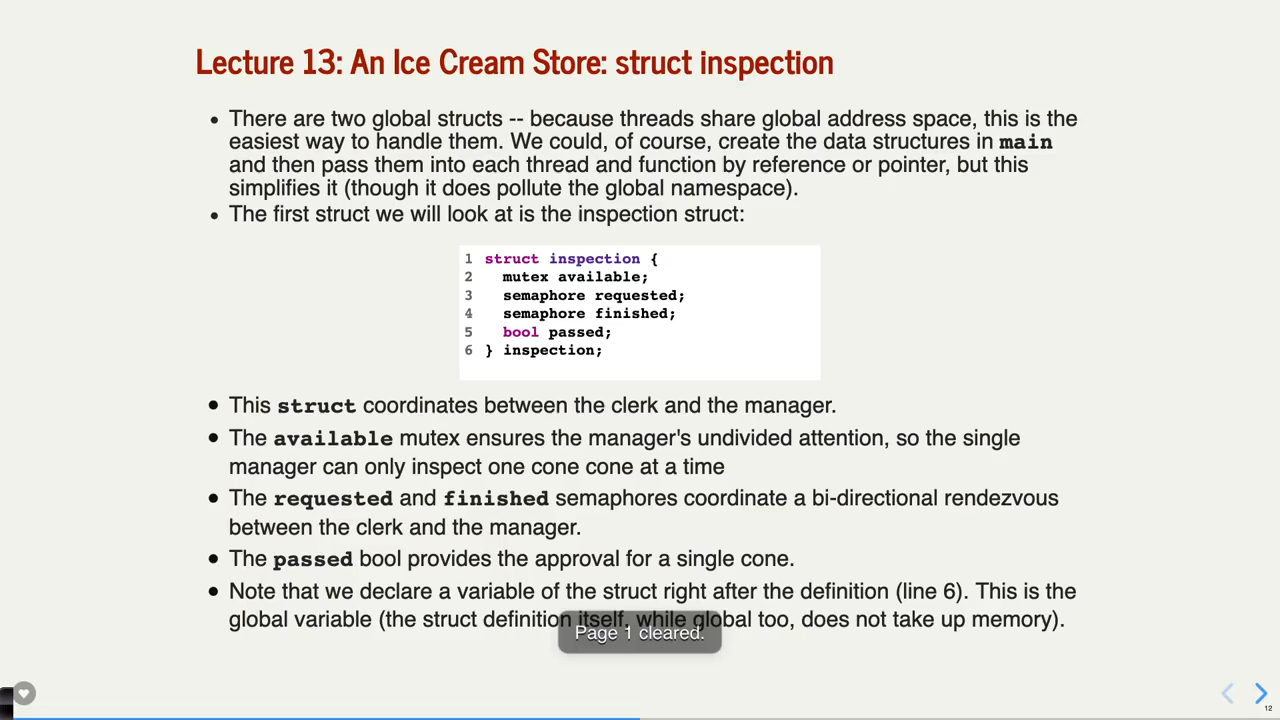 Lecture 13: An Ice Cream Store: struct inspection
There are two global structs -- because threads share global address space, this is the
easiest way to handle them. We could, of course, create the data structures in main
and then pass them into each thread and function by reference or pointer, but this
simplifies it (though it does pollute the global namespace).
The first struct we will look at is the inspection struct:
1 struct inspection {
2 mutex available;
3 semaphore requested;
4 semaphore finished;
5 bool passed;
6 } inspection;
This struct coordinates between the clerk and the manager.
The available mutex ensures the manager's undivided attention, so the single
manager can only inspect one cone cone at a time
The requested and finished semaphores coordinate a bi-directional rendezvous
between the clerk and the manager.
The passed bool provides the approval for a single cone.
Note that we declare a variable of the struct right after the definition (line 6). This is the
global variable (the struct definition itself, while global too, does not take up memory).
Page 1 cleared.
12